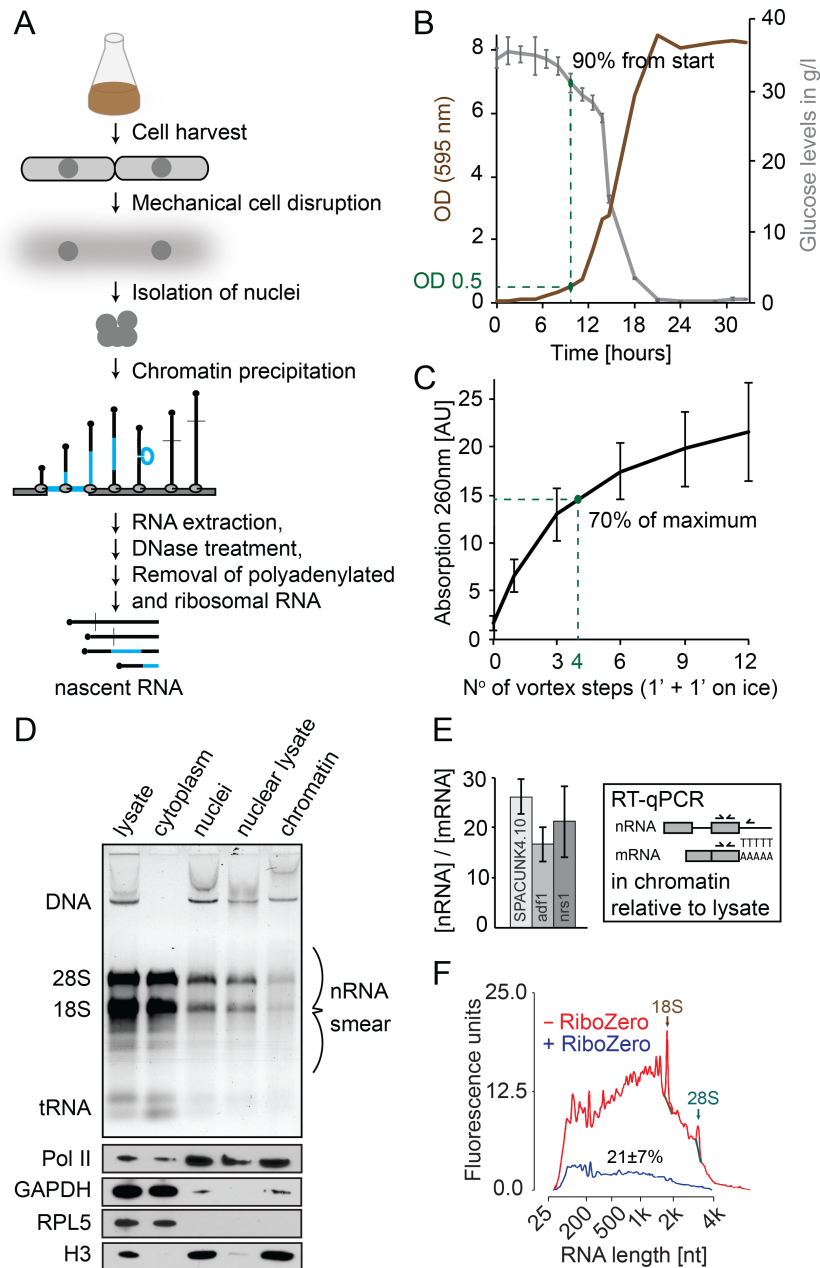 A
Cell harvest
Mechanical cell disruption
Isolation of nuclei
Chromatin precipitation
RNA extraction,
DNase treatment,
Removal of polyadenylated
and ribosomal RNA
nascent RNA
B
OD (595 nm)
8
6
4
2
0
OD 0.5
90% from start
40
30
20
10
0
Glucose levels in g/l
0 6 12 18 24 30
Time [hours]
C
Absorption 260nm [AU]
25
20
15
10
5
0
70% of maximum
0 3 4 6 9 12
Nº of vortex steps (1' + 1' on ice)
D
lysate
cytoplasm
nuclei
nuclear lysate
chromatin
DNA
28S
18S
tRNA
nRNA
smear
Pol II
GAPDH
RPL5
H3
E
[nRNA] / [mRNA]
30
20
10
0
SPACUNK4.10
adf1
nrs1
RT-qPCR
nRNA
TTTTT
mRNA
AAAAA
in chromatin
relative to lysate
F
Fluorescence units
25.0
12.5
0.0
18S
– RiboZero
+ RiboZero
28S
21±7%
25 200 500 1k 2k 4k
RNA length [nt]